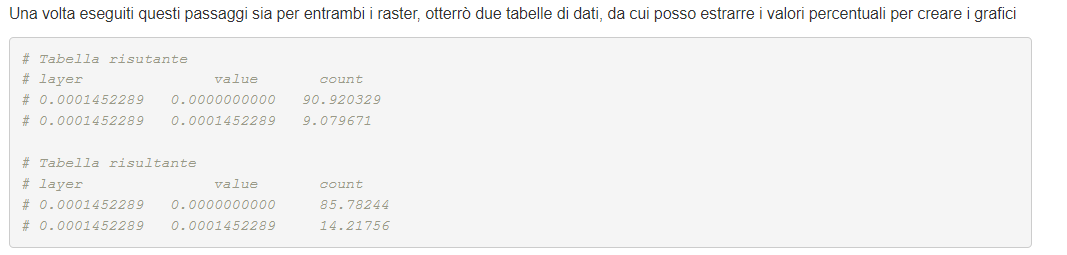 Una volta eseguiti questi passaggi sia per entrambi i raster, otterrò due tabelle di dati, da cui posso estrarre i valori percentuali per creare i grafici
# Tabella risutante
# layer value count
# 0.0001452289 0.0000000000 90.920329
# 0.0001452289 0.0001452289 9.079671
# Tabella risultante
# layer value count
# 0.0001452289 0.0000000000 85.78244
# 0.0001452289 0.0001452289 14.21756